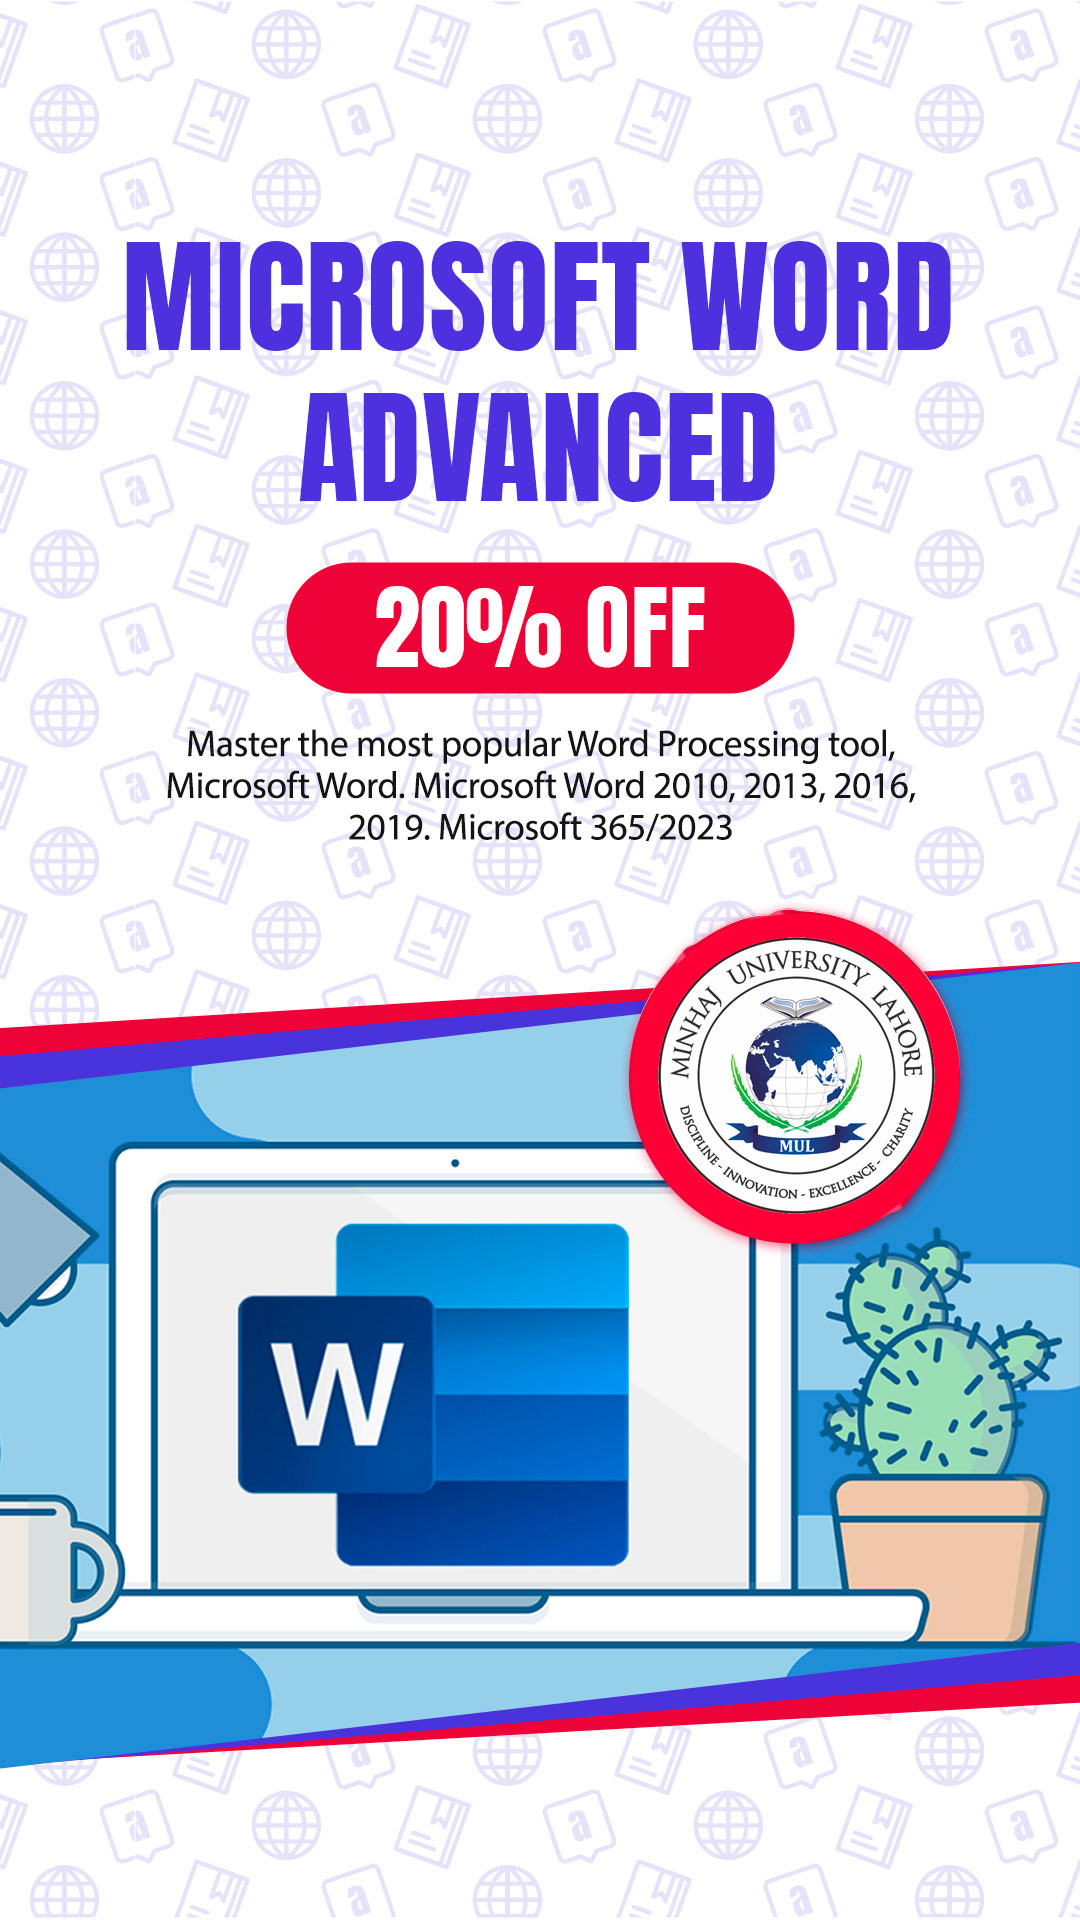 MICROSOFT WORD
ADVANCED
20% OFF
Master the most popular Word Processing tool,
Microsoft Word. Microsoft Word 2010, 2013, 2016,
2019. Microsoft 365/2023
MINHAJ UNIVERSITY LAHORE
MUL
DISCIPLINE - INNOVATION - EXCELLENCE - CHARITY
W